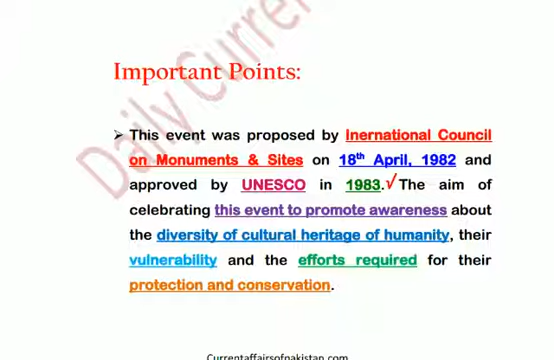 Daily Curren
Important Points:
➢ This event was proposed by Inernational Council
on Monuments & Sites on 18th April, 1982 and
approved by UNESCO in 1983.✓The aim of
celebrating this event to promote awareness about
the diversity of cultural heritage of humanity, their
vulnerability and the efforts required for their
protection and conservation.
Currentaffairsofpakistan.com